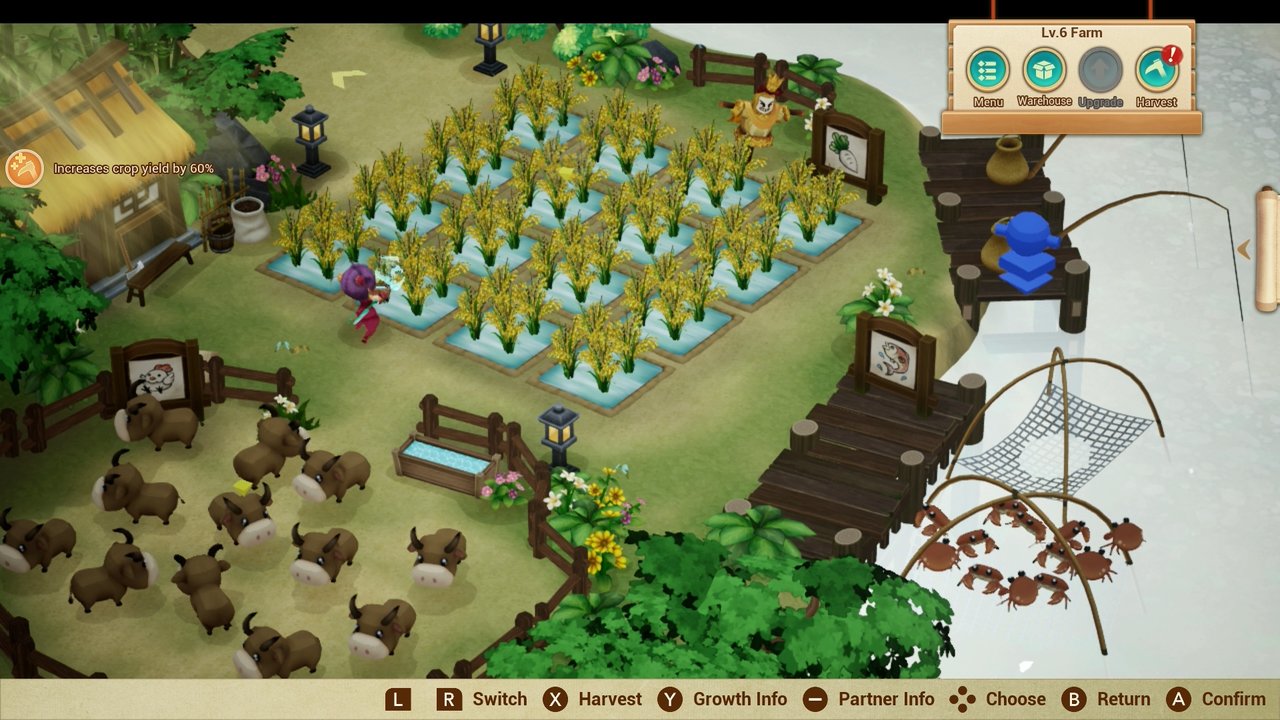 Lv.6 Farm
Menu Warehouse Upgrade Harvest
Increases crop yield by 60%
L R Switch X Harvest Y Growth Info Partner Info Choose B Return A Confirm